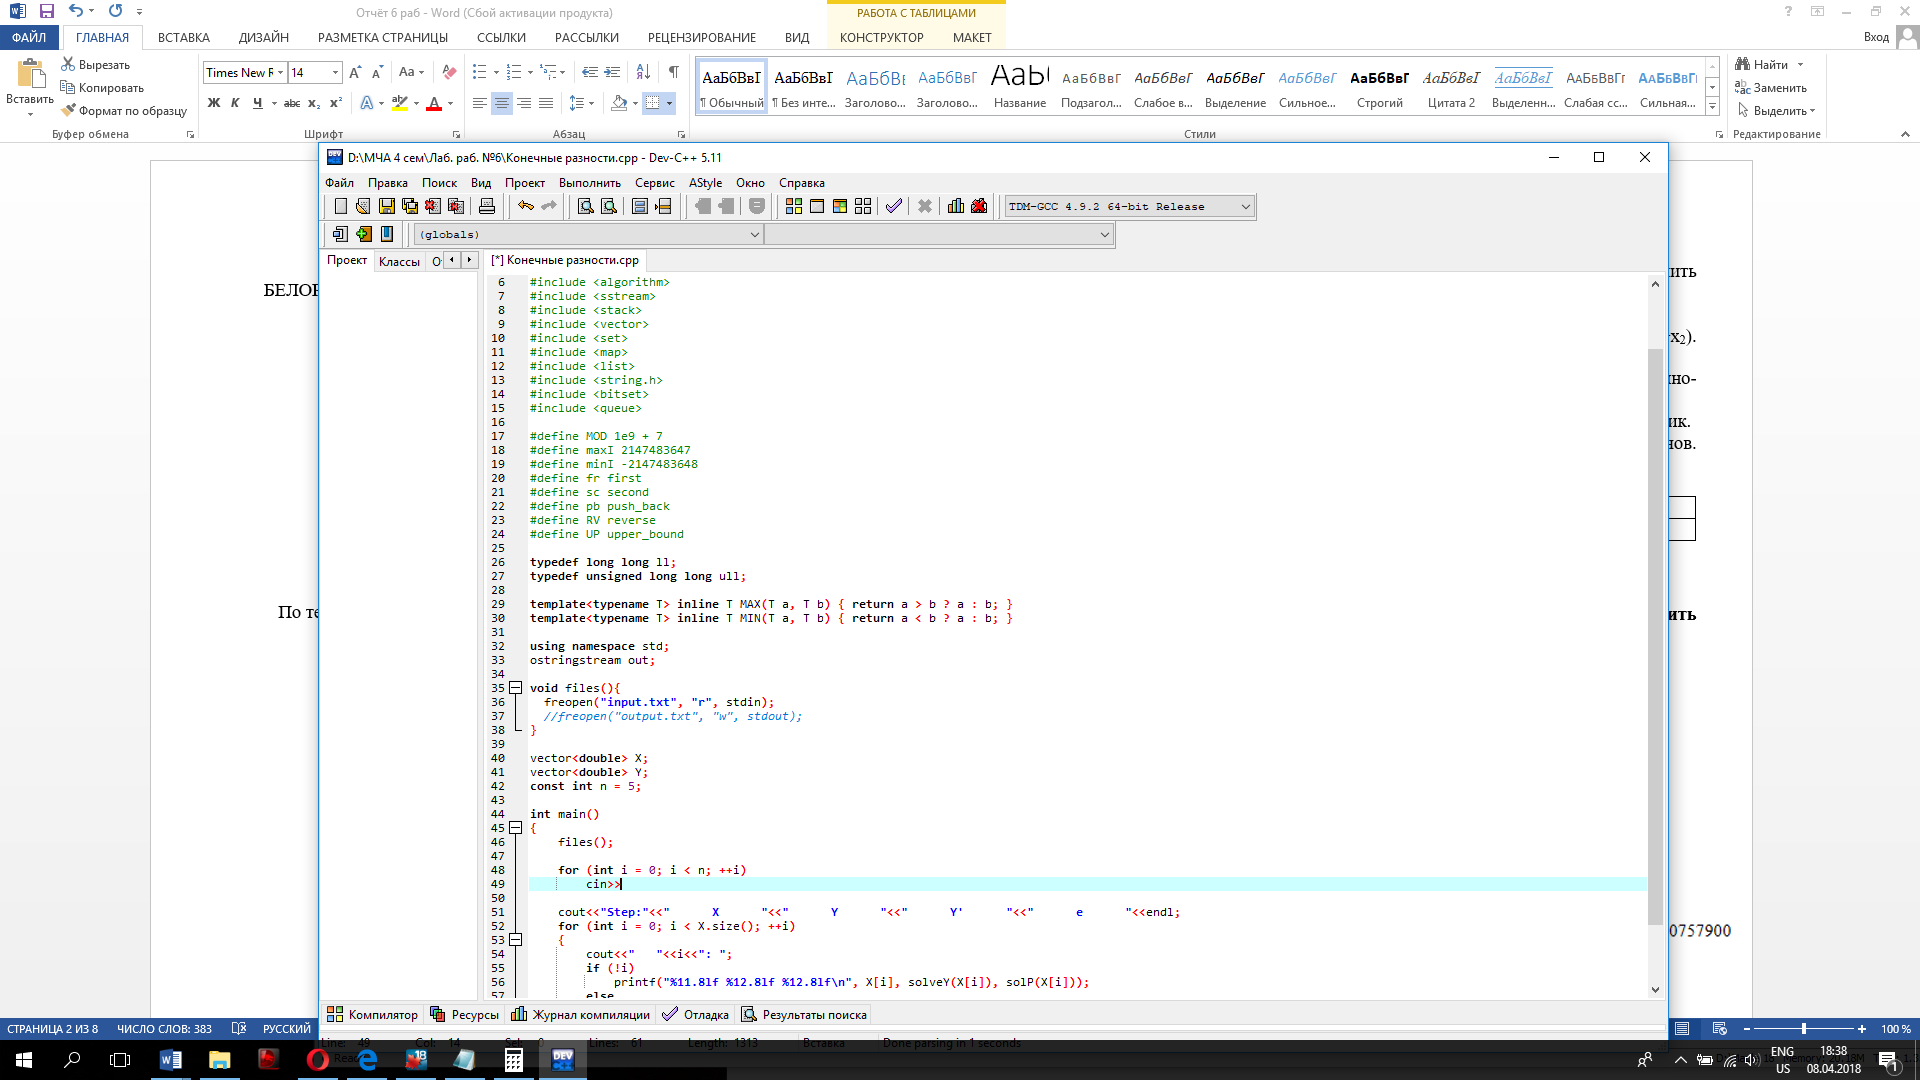 Отчёт 6 раб - Word (Сбой активации продукта)
РАБОТА С ТАБЛИЦАМИ
ФАЙЛ ГЛАВНАЯ ВСТАВКА ДИЗАЙН РАЗМЕТКА СТРАНИЦЫ ССЫЛКИ РАССЫЛКИ РЕЦЕНЗИРОВАНИЕ ВИД КОНСТРУКТОР МАКЕТ Вход
Вставить
Вырезать
Копировать
Формат по образцу
Буфер обмена
Times New R 14
Шрифт
Абзац
АаБбВвГ АаБбВвГ АаБбВ АаБбВвГ АаБ АаБбВвГ АаБбВвГ АаБбВвГ АаБбВвГ АаБбВвГ АаБбВвГ АаБбВвГ АаБбВвГ АаБбВвГ
¶ Обычный ¶ Без инте... Заголово... Заголово... Название Подзагол... Слабое в... Выделение Сильное... Строгий Цитата 2 Выделенн... Слабая сс... Сильная...
Стили
Найти
Заменить
Выделить
Редактирование
D:\МЧА 4 сем\Лаб. раб. №6\Конечные разности.cpp - Dev-C++ 5.11
Файл Правка Поиск Вид Проект Выполнить Сервис AStyle Окно Справка
TDM-GCC 4.9.2 64-bit Release
(globals)
Проект Классы О
[*] Конечные разности.cpp
6 #include <algorithm>
7 #include <sstream>
8 #include <stack>
9 #include <vector>
10 #include <set>
11 #include <map>
12 #include <list>
13 #include <string.h>
14 #include <bitset>
15 #include <queue>
16
17 #define MOD 1e9 + 7
18 #define maxI 2147483647
19 #define minI -2147483648
20 #define fr first
21 #define sc second
22 #define pb push_back
23 #define RV reverse
24 #define UP upper_bound
25
26 typedef long long ll;
27 typedef unsigned long long ull;
28
29 template<typename T> inline T MAX(T a, T b) { return a > b ? a : b; }
30 template<typename T> inline T MIN(T a, T b) { return a < b ? a : b; }
31
32 using namespace std;
33 ostringstream out;
34
35 void files(){
36 freopen("input.txt", "r", stdin);
37 //freopen("output.txt", "w", stdout);
38 }
39
40 vector<double> X;
41 vector<double> Y;
42 const int n = 5;
43
44 int main()
45 {
46 files();
47
48 for (int i = 0; i < n; ++i)
49 cin>>
50
51 cout<<"Step:"<<" X "<<" Y "<<" Y' "<<" e "<<endl;
52 for (int i = 0; i < X.size(); ++i)
53 {
54 cout<<" "<<i<<": ";
55 if (!i)
56 printf("%11.8lf %12.8lf %12.8lf\n", X[i], solveY(X[i]), solP(X[i]));
57 else
БЕЛОР
По те
ить
x₂).
но-
ик.
ов.
ить
0757900
Компилятор Ресурсы Журнал компиляции Отладка Результаты поиска
Line: 49 Col: 14 Sel: 0 Lines: 61 Length: 1313 Вставка Done parsing in 1 seconds
СТРАНИЦА 2 ИЗ 8 ЧИСЛО СЛОВ: 383 РУССКИЙ 100 %
ENG
US
18:38
08.04.2018